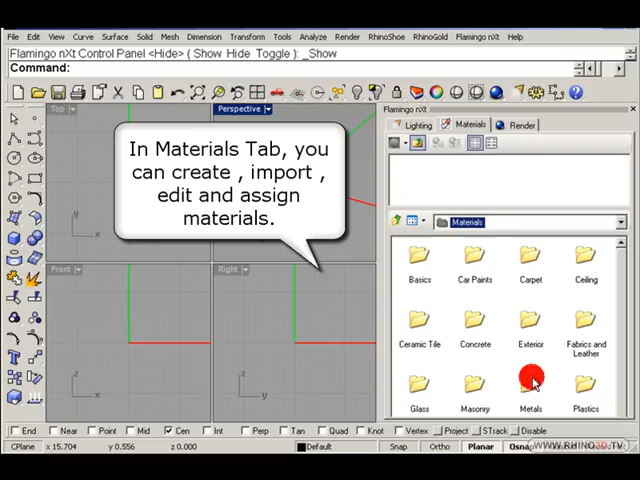 File Edit View Curve Surface Solid Mesh Dimension Transform Tools Analyze Render RhinoShoe RhinoGold Flamingo nXt Help
Flamingo nXt Control Panel <Hide> ( Show Hide Toggle ): _Show
Command:
Top
Perspective
Flamingo nXt
Lighting Materials Render
In Materials Tab, you
can create , import ,
edit and assign
materials.
Materials
y
x
Basics Car Paints Carpet Ceiling
Front
Right
Ceramic Tile Concrete Exterior Fabrics and Leather
z
x
z
y
Glass Masonry Metals Plastics
End Near Point Mid Cen Int Perp Tan Quad Knot Vertex Project STrack Disable
CPlane x 15.704 y 0.556 z 0.000 Default Snap Ortho Planar Osnap
WWW.RHINO3D.TV